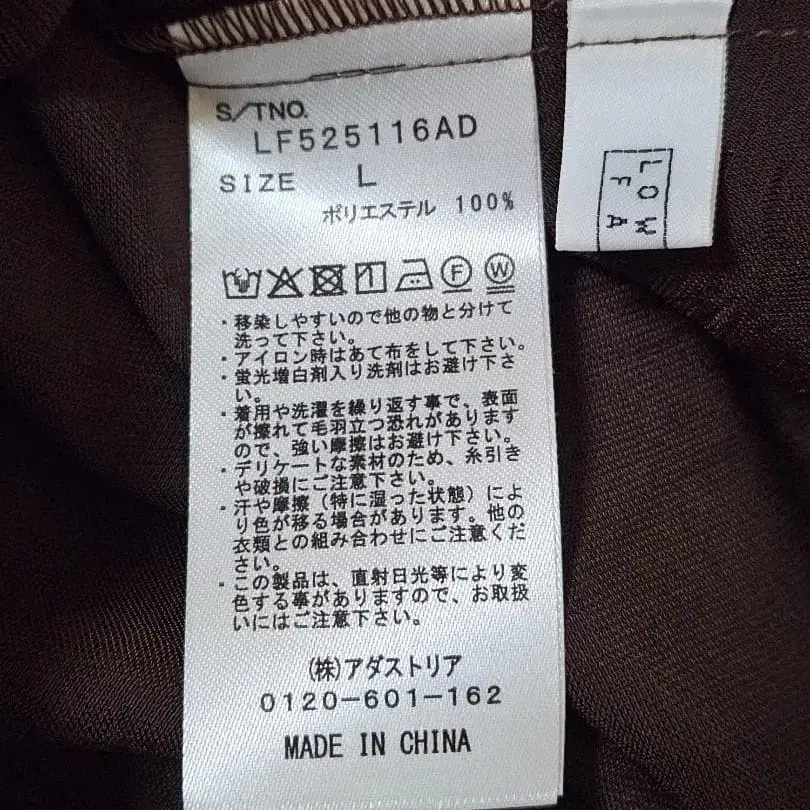 S/TNO.
LF525116AD
SIZE L
ポリエステル 100%
F W
・移染しやすいので他の物と分けて
洗って下さい。
・アイロン時はあて布をして下さい。
・蛍光増白剤入り洗剤はお避け下さ
い。
・着用や洗濯を繰り返す事で、表面
が擦れて毛羽立つ恐れがあります
ので、強い摩擦はお避け下さい。
・デリケートな素材のため、糸引き
や破損にご注意下さい。
・汗や摩擦（特に湿った状態）によ
り色が移る場合があります。他の
衣類との組み合わせにご注意くだ
さい。
・この製品は、直射日光等により変
色する事がありますので、お取扱
いにはご注意下さい。
(株)アダストリア
0120-601-162
MADE IN CHINA
LOW
F A